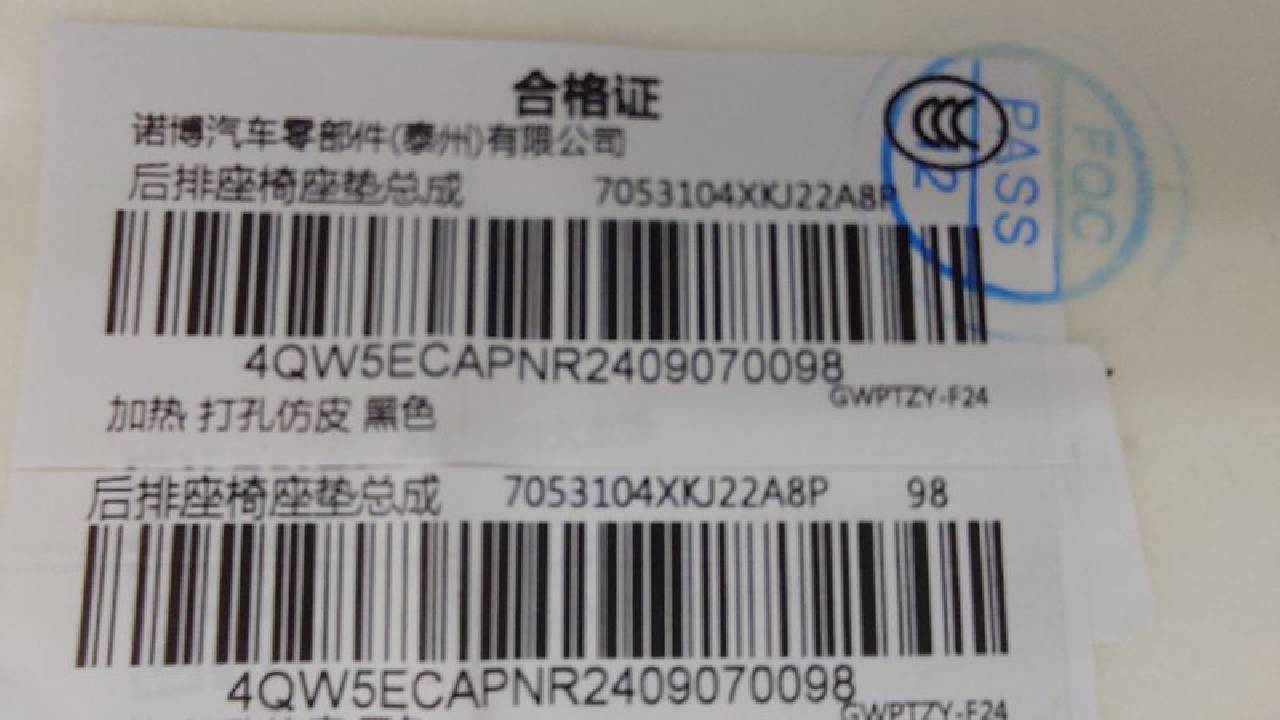 合格证
诺博汽车零部件(泰州)有限公司
后排座椅座垫总成 7053104XKJ22A8P
PASS
FQC
4QW5ECAPNR2409070098
GWPTZY-F24
加热 打孔仿皮 黑色
后排座椅座垫总成 7053104XKJ22A8P 98
4QW5ECAPNR2409070098
GWPTZY-F24